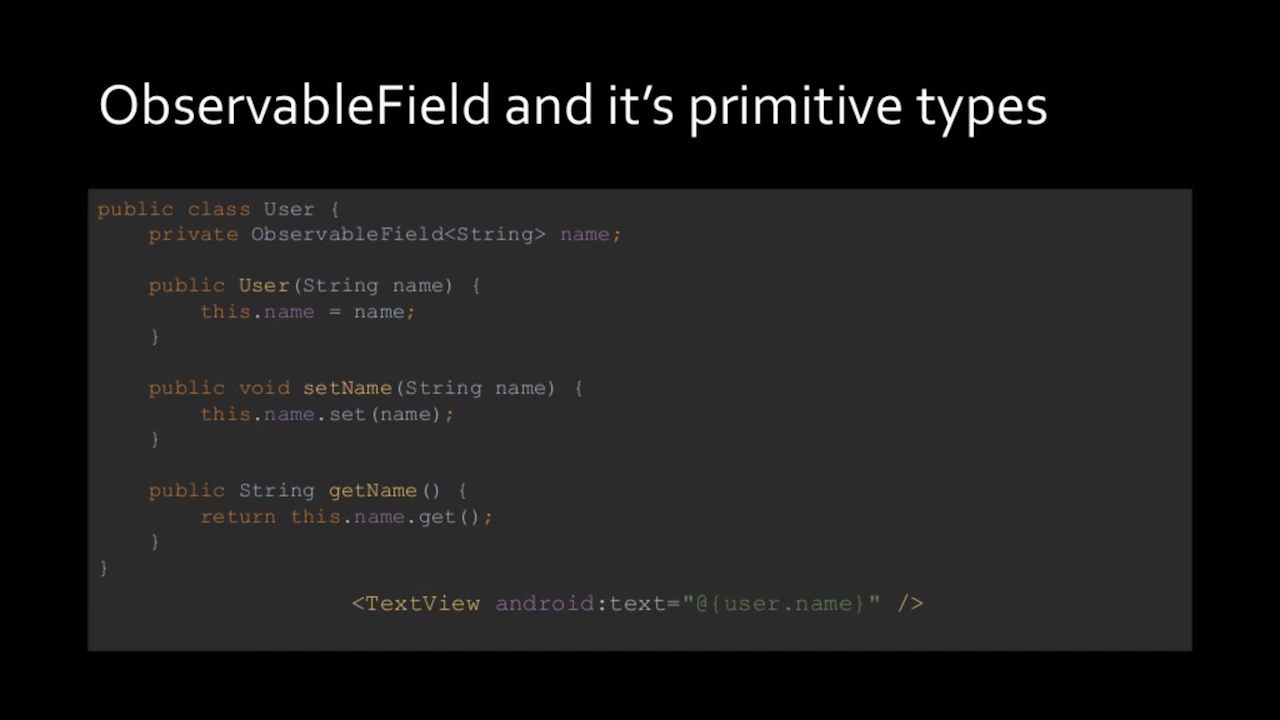 ObservableField and it’s primitive types
public class User {
    private ObservableField<String> name;
    public User(String name) {
        this.name = name;
    }
    public void setName(String name) {
        this.name.set(name);
    }
    public String getName() {
        return this.name.get();
    }
}
<TextView android:text="@{user.name}" />